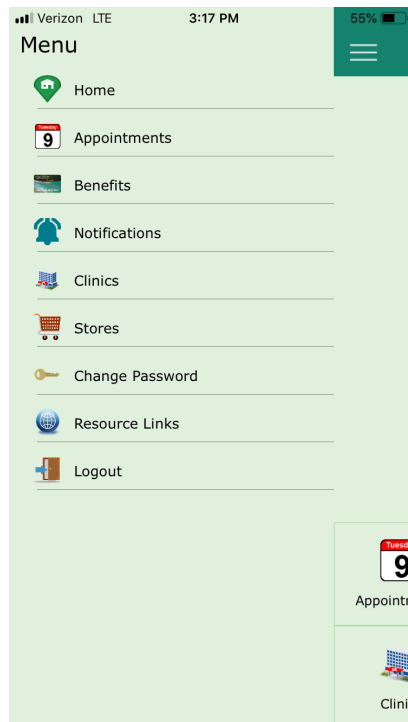 Verizon LTE 3:17 PM 55%
Menu
Home
Tuesday
9
Appointments
Benefits
Notifications
Clinics
Stores
Change Password
Resource Links
Logout
Tuesd
9
Appointr
Clini